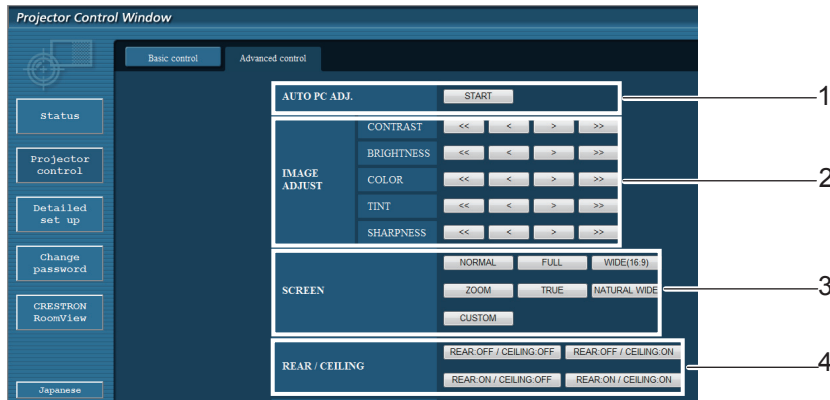 Projector Control Window
Basic control Advanced control
AUTO PC ADJ. START 1
Status
IMAGE ADJUST
CONTRAST << < > >>
BRIGHTNESS << < > >>
COLOR << < > >>
TINT << < > >>
SHARPNESS << < > >>
2
Projector
control
Detailed
set up
Change
password
CRESTRON
RoomView
SCREEN
NORMAL FULL WIDE(16:9)
ZOOM TRUE NATURAL WIDE
CUSTOM
3
REAR / CEILING
REAR:OFF / CEILING:OFF REAR:OFF / CEILING:ON
REAR:ON / CEILING:OFF REAR:ON / CEILING:ON
4
Japanese